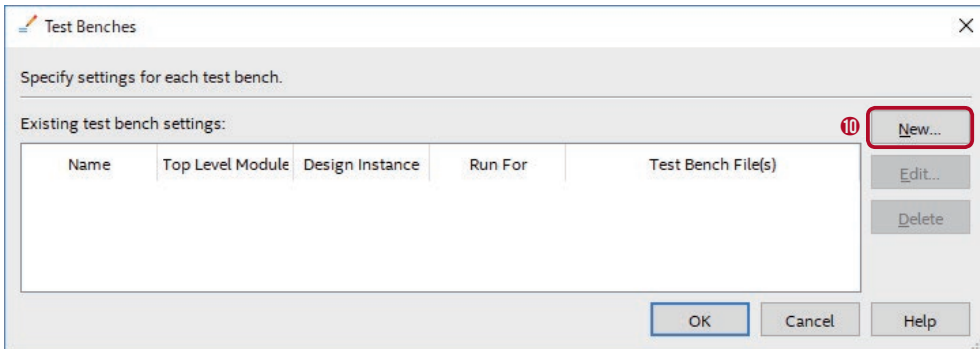 Test Benches
Specify settings for each test bench.
Existing test bench settings:
⑩ New...
Name Top Level Module Design Instance Run For Test Bench File(s)
Edit...
Delete
OK Cancel Help